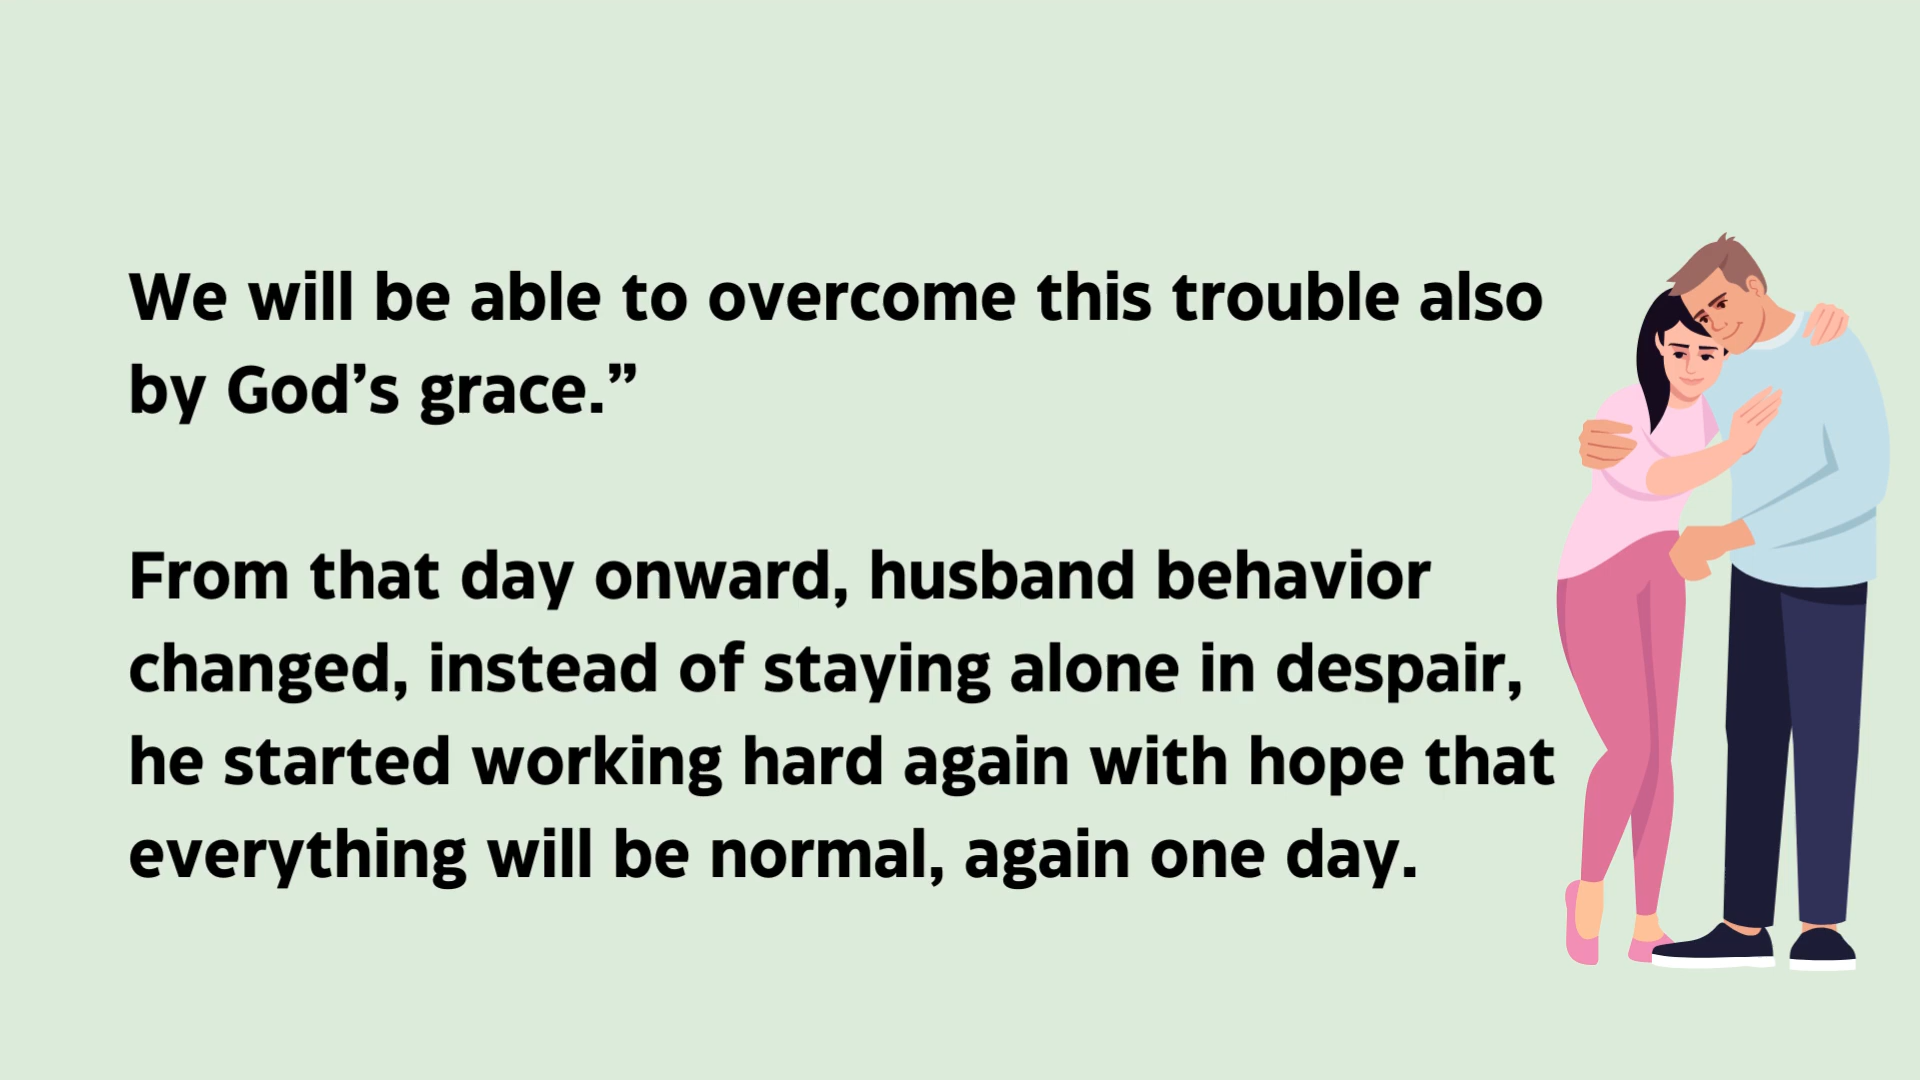 We will be able to overcome this trouble also
by God’s grace.”
From that day onward, husband behavior
changed, instead of staying alone in despair,
he started working hard again with hope that
everything will be normal, again one day.